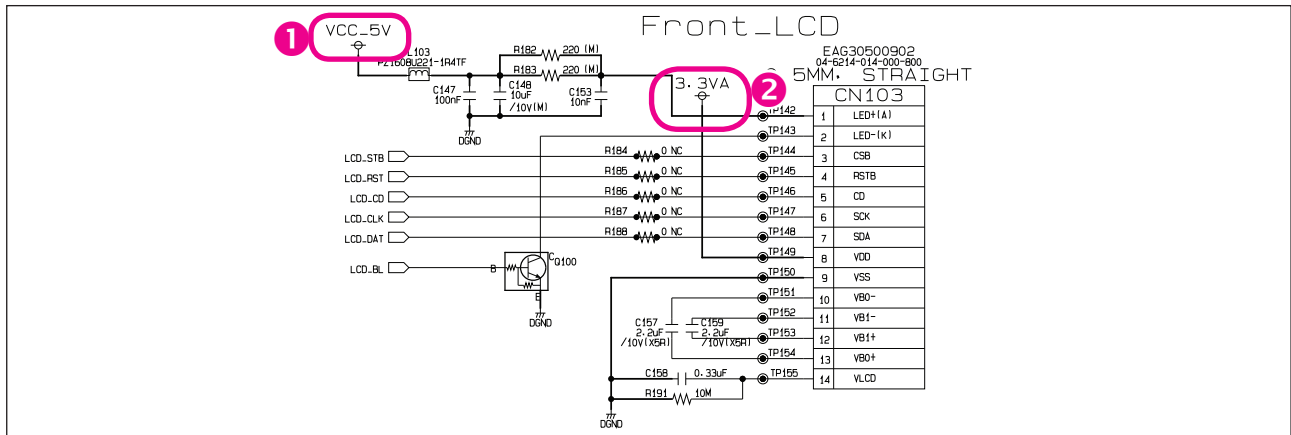 Front_LCD
1
VCC_5V
L103
PZ1608U221-1R4TF
R182 220 (M)
R183 220 (M)
C147
100nF
C148
10uF
/10V(M)
C153
10nF
DGND
3.3VA
2
EAG30500902
04-6214-014-000-800
5MM. STRAIGHT
CN103
TP142 1 LED+(A)
TP143 2 LED-(K)
LCD_STB R184 0 NC TP144 3 CSB
LCD_RST R185 0 NC TP145 4 RSTB
LCD_CD R186 0 NC TP146 5 CD
LCD_CLK R187 0 NC TP147 6 SCK
LCD_DAT R188 0 NC TP148 7 SDA
TP149 8 VDD
LCD_BL B C Q100
E
DGND
TP150 9 VSS
TP151 10 VB0-
TP152 11 VB1-
TP153 12 VB1+
TP154 13 VB0+
C157
2.2uF
/10V(X5R)
C159
2.2uF
/10V(X5R)
C158 0.33uF TP155 14 VLCD
R191 10M
DGND